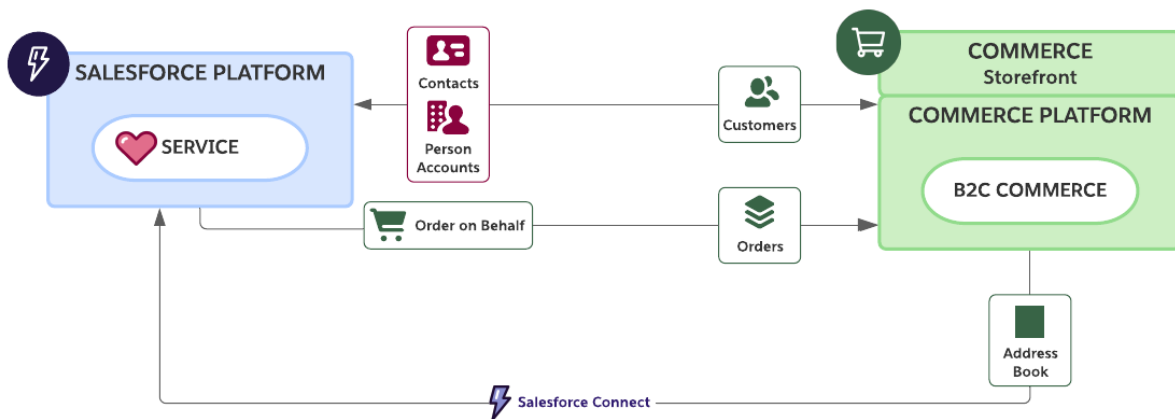 SALESFORCE PLATFORM
SERVICE
Contacts
Person
Accounts
Customers
COMMERCE
Storefront
COMMERCE PLATFORM
B2C COMMERCE
Order on Behalf
Orders
Address
Book
Salesforce Connect